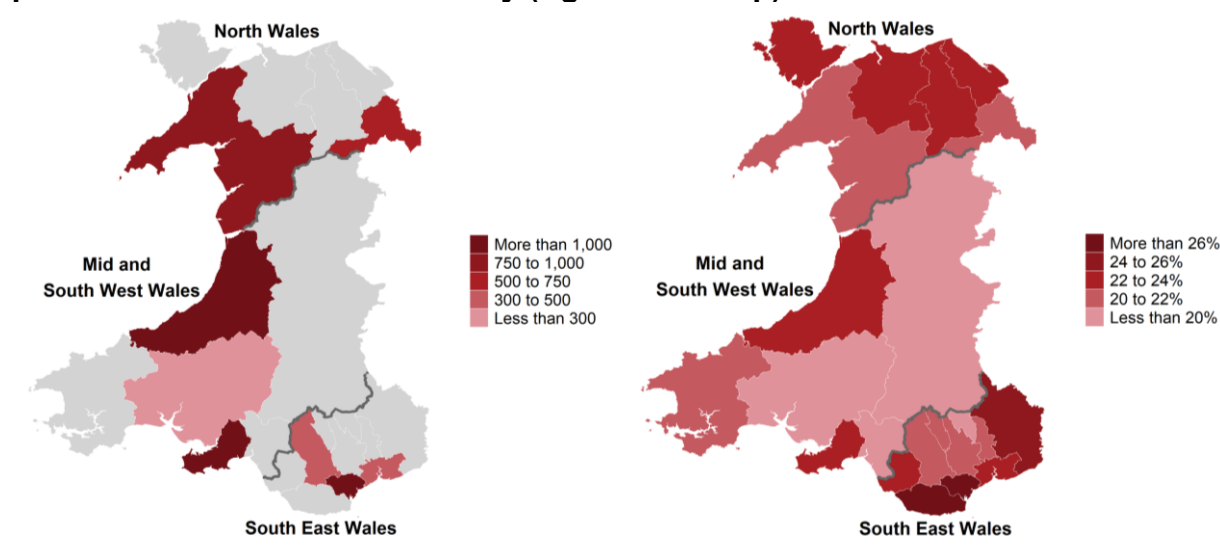 North Wales
Mid and
South West Wales
South East Wales
More than 1,000
750 to 1,000
500 to 750
300 to 500
Less than 300
North Wales
Mid and
South West Wales
South East Wales
More than 26%
24 to 26%
22 to 24%
20 to 22%
Less than 20%